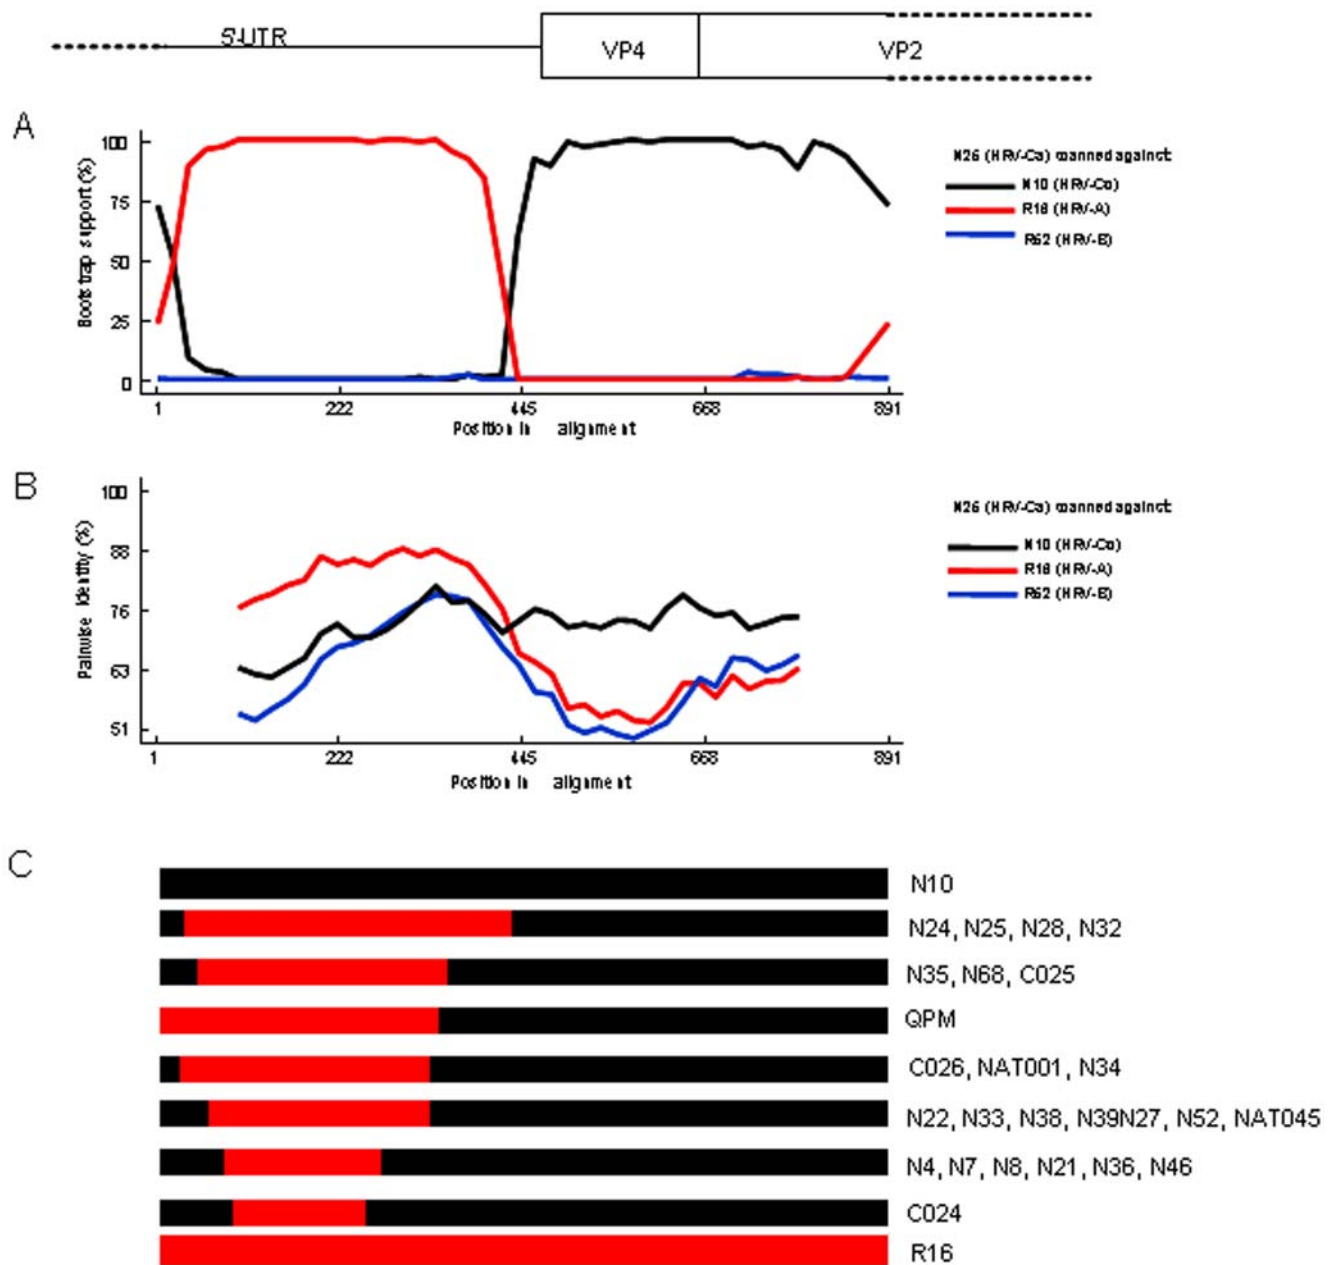 5'-UTR
VP4
VP2
A
100
75
50
25
0
Bootstrap support (%)
1
222
445
668
891
Position in alignment
N26 (HRV-Ca) scanned against:
N10 (HRV-Cc)
R16 (HRV-A)
R52 (HRV-B)
B
100
88
76
63
51
Pairwise Identity (%)
1
222
445
668
891
Position in alignment
N26 (HRV-Ca) scanned against:
N10 (HRV-Cc)
R16 (HRV-A)
R52 (HRV-B)
C
N10
N24, N25, N28, N32
N35, N68, C025
QPM
C026, NAT001, N34
N22, N33, N38, N39N27, N52, NAT045
N4, N7, N8, N21, N36, N46
C024
R16